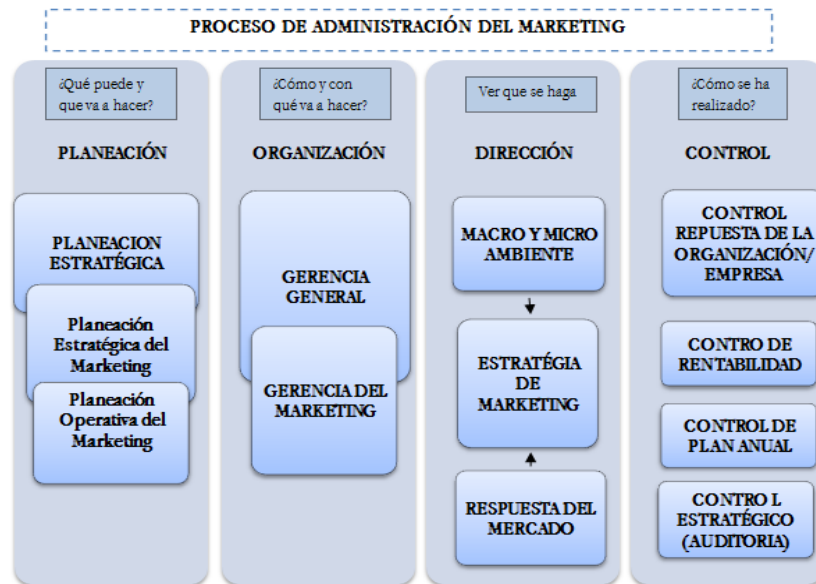 PROCESO DE ADMINISTRACIÓN DEL MARKETING
¿Qué puede y
que va a hacer?
PLANEACIÓN
PLANEACION
ESTRATÉGICA
Planeación
Estratégica del
Marketing
Planeación
Operativa del
Marketing
¿Cómo y con
qué va a hacer?
ORGANIZACIÓN
GERENCIA
GENERAL
GERENCIA DEL
MARKETING
Ver que se haga
DIRECCIÓN
MACRO Y MICRO
AMBIENTE
ESTRATÉGIA
DE
MARKETING
RESPUESTA DEL
MERCADO
¿Cómo se ha
realizado?
CONTROL
CONTROL
REPUESTA DE LA
ORGANIZACIÓN/
EMPRESA
CONTRO DE
RENTABILIDAD
CONTROL DE
PLAN ANUAL
CONTRO L
ESTRATÉGICO
(AUDITORIA)